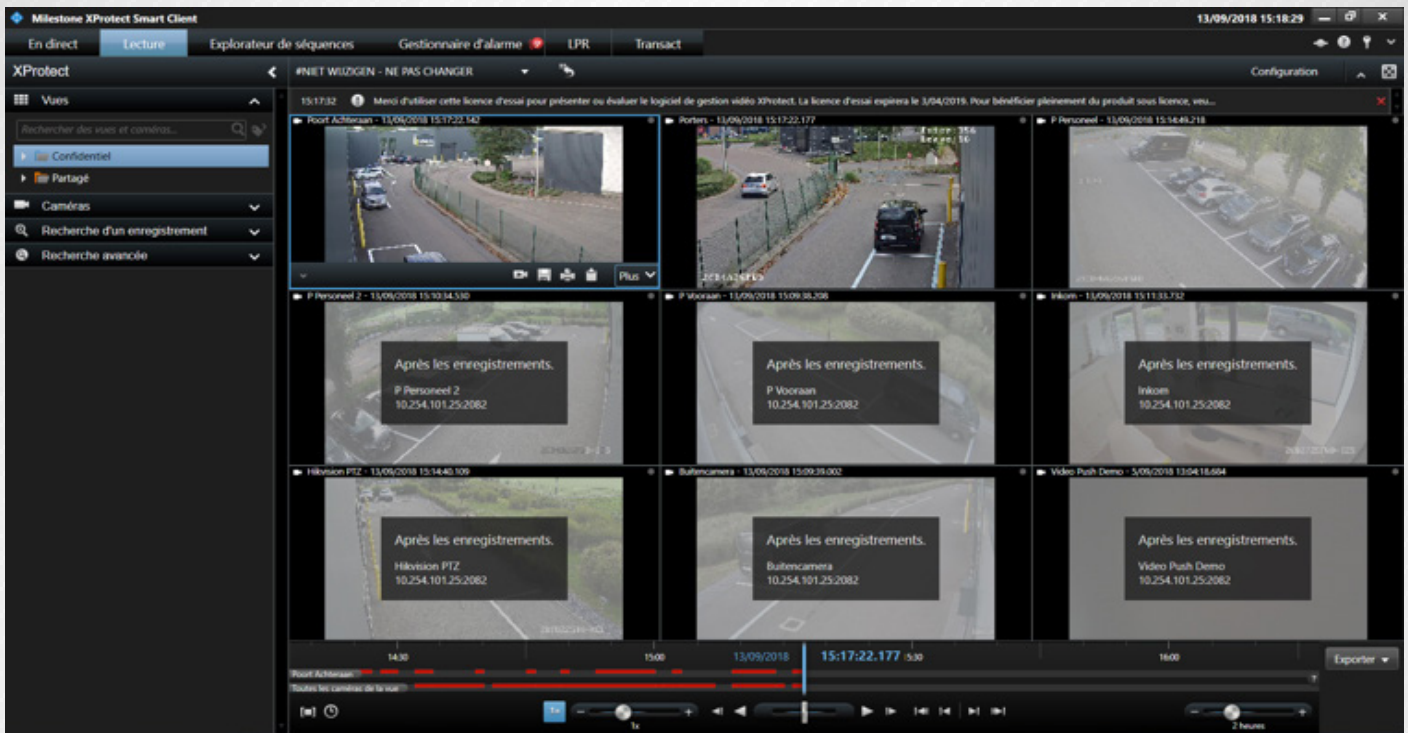 Milestone XProtect Smart Client
13/09/2018 15:18:29
En direct Lecture Explorateur de séquences Gestionnaire d'alarme LPR Transact
XProtect
#NIET WIJZIGEN - NE PAS CHANGER
Configuration
Vues
15:17:32 Merci d'utiliser cette licence d'essai pour présenter ou évaluer le logiciel de gestion vidéo XProtect. La licence d'essai expirera le 3/04/2019. Pour bénéficier pleinement du produit sous licence, veu...
Rechercher des vues et caméras...
Confidentiel
Partagé
Caméras
Recherche d'un enregistrement
Recherche avancée
Poort Achteraan - 13/09/2018 15:17:22.142
Porters - 13/09/2018 15:17:22.177
P Personeel - 13/09/2018 15:14:49.218
Plus
P Personeel 2 - 13/09/2018 15:10:34.530
P Vooraan - 13/09/2018 15:09:38.208
Inkom - 13/09/2018 15:11:33.732
Après les enregistrements.
P Personeel 2
10.254.101.25:2082
Après les enregistrements.
P Vooraan
10.254.101.25:2082
Après les enregistrements.
Inkom
10.254.101.25:2082
Hikvision PTZ - 13/09/2018 15:14:40.109
Buitencamera - 13/09/2018 15:09:39.002
Video Push Demo - 5/09/2018 13:04:18.664
Après les enregistrements.
Hikvision PTZ
10.254.101.25:2082
Après les enregistrements.
Buitencamera
10.254.101.25:2082
Après les enregistrements.
Video Push Demo
10.254.101.25:2082
14:30 15:00 13/09/2018 15:17:22.177 15:30 16:00
Exporter
Poort Achteraan
Toutes les caméras de la vue
1x
1x
2 heures